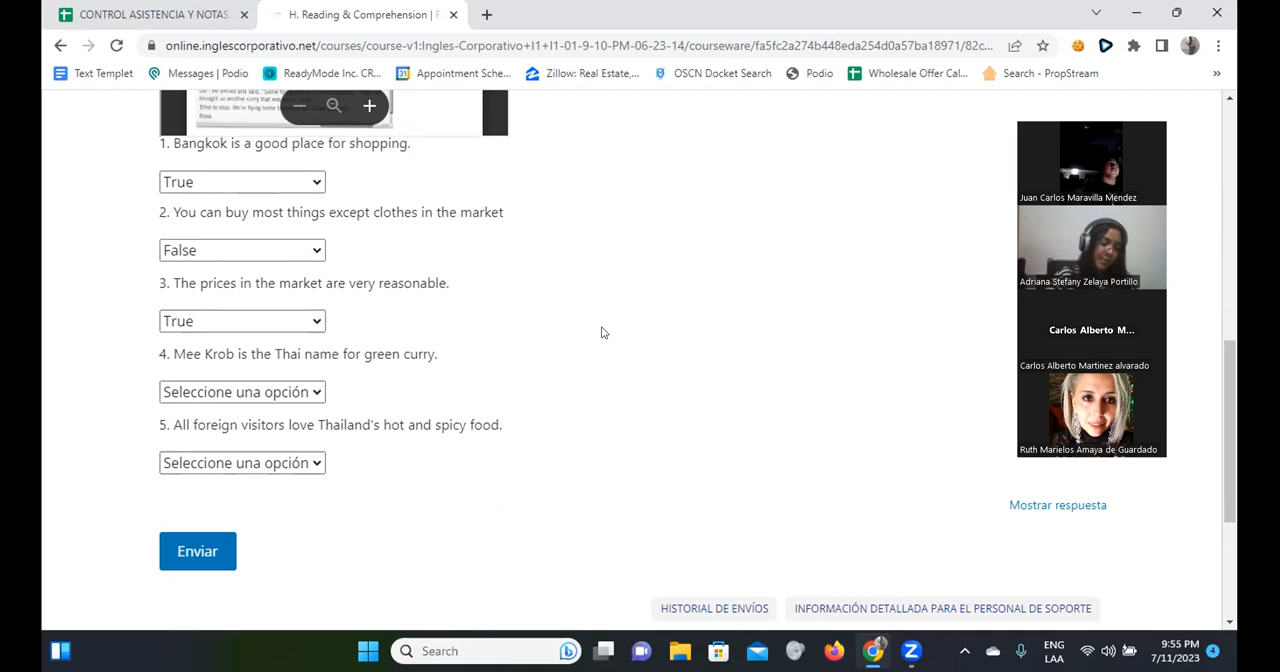 CONTROL ASISTENCIA Y NOTAS
H. Reading & Comprehension | F
online.inglescorporativo.net/courses/course-v1:Ingles-Corporativo+I1+I1-01-9-10-PM-06-23-14/courseware/fa5fc2a274b448eda254d0a57ba18971/82c...
Text Templet
Messages | Podio
ReadyMode Inc. CR...
Appointment Sche...
Zillow: Real Estate,...
OSCN Docket Search
Podio
Wholesale Offer Cal...
Search - PropStream
1. Bangkok is a good place for shopping.
True
2. You can buy most things except clothes in the market
False
3. The prices in the market are very reasonable.
True
4. Mee Krob is the Thai name for green curry.
Seleccione una opción
5. All foreign visitors love Thailand's hot and spicy food.
Seleccione una opción
Enviar
Mostrar respuesta
HISTORIAL DE ENVÍOS
INFORMACIÓN DETALLADA PARA EL PERSONAL DE SOPORTE
Juan Carlos Maravilla Mendez
Adriana Stefany Zelaya Portillo
Carlos Alberto M...
Carlos Alberto Martinez alvarado
Ruth Marielos Amaya de Guardado
Search
ENG
LAA
9:55 PM
7/11/2023
4